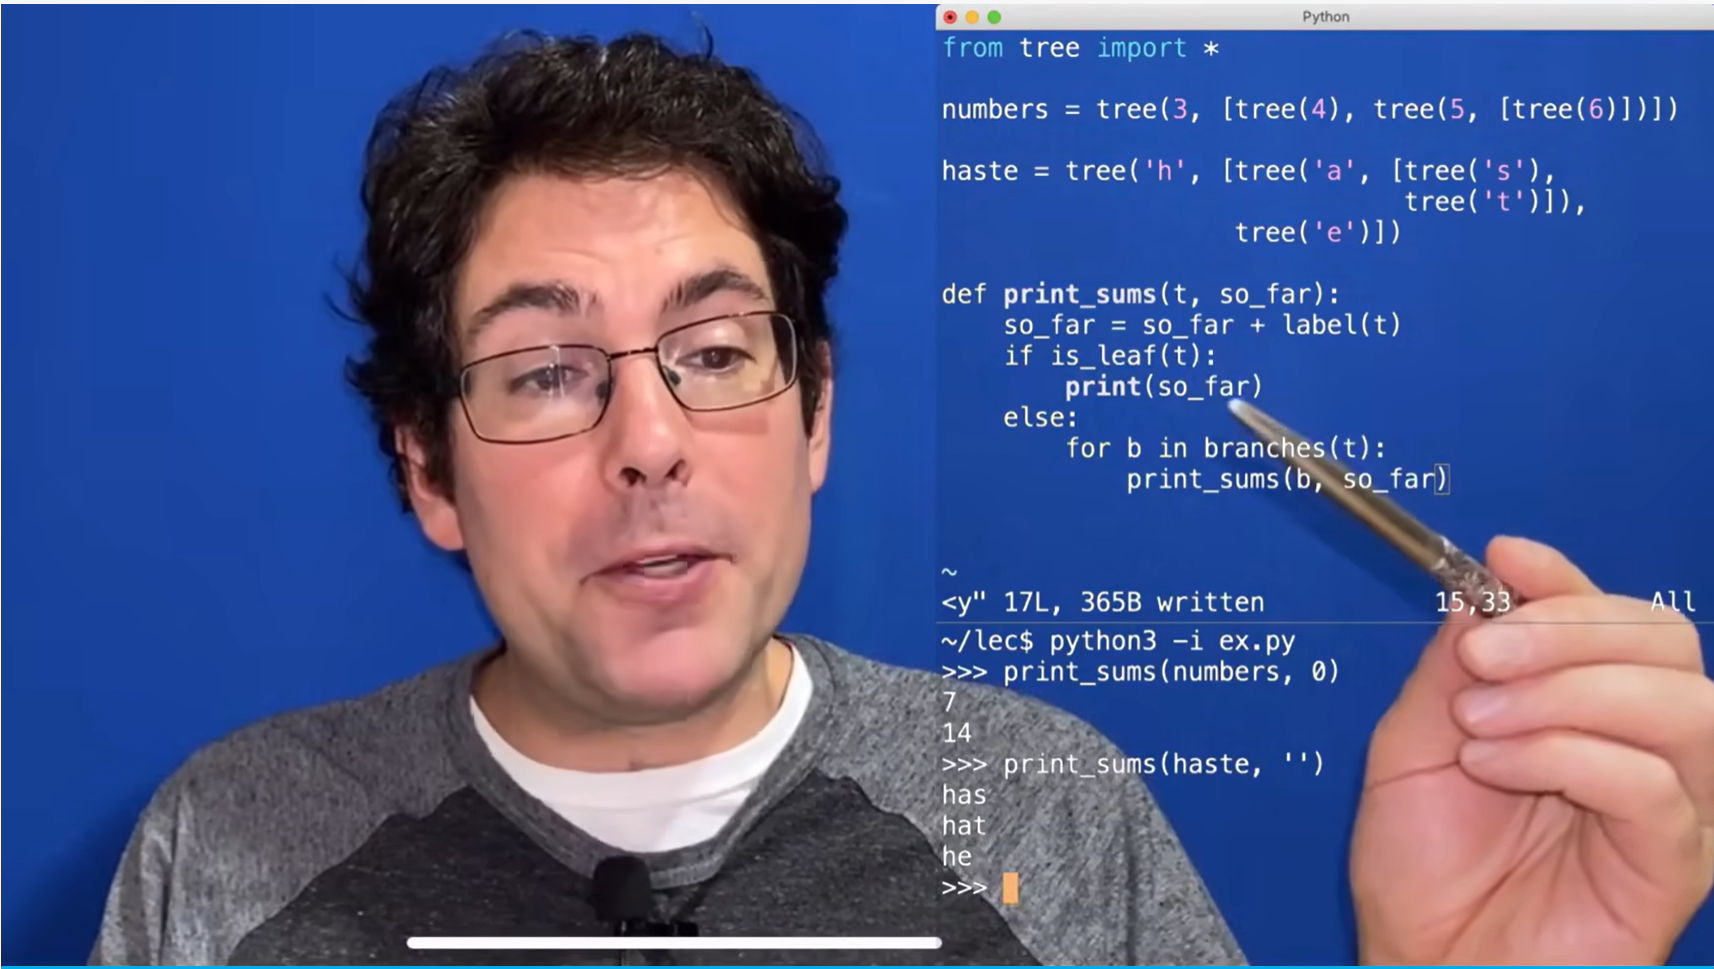 Python
from tree import *
numbers = tree(3, [tree(4), tree(5, [tree(6)])])
haste = tree('h', [tree('a', [tree('s'),
tree('t')]),
tree('e')])
def print_sums(t, so_far):
so_far = so_far + label(t)
if is_leaf(t):
print(so_far)
else:
for b in branches(t):
print_sums(b, so_far)
~
<y" 17L, 365B written 15,33 All
~/lec$ python3 -i ex.py
>>> print_sums(numbers, 0)
7
14
>>> print_sums(haste, '')
has
hat
he
>>>